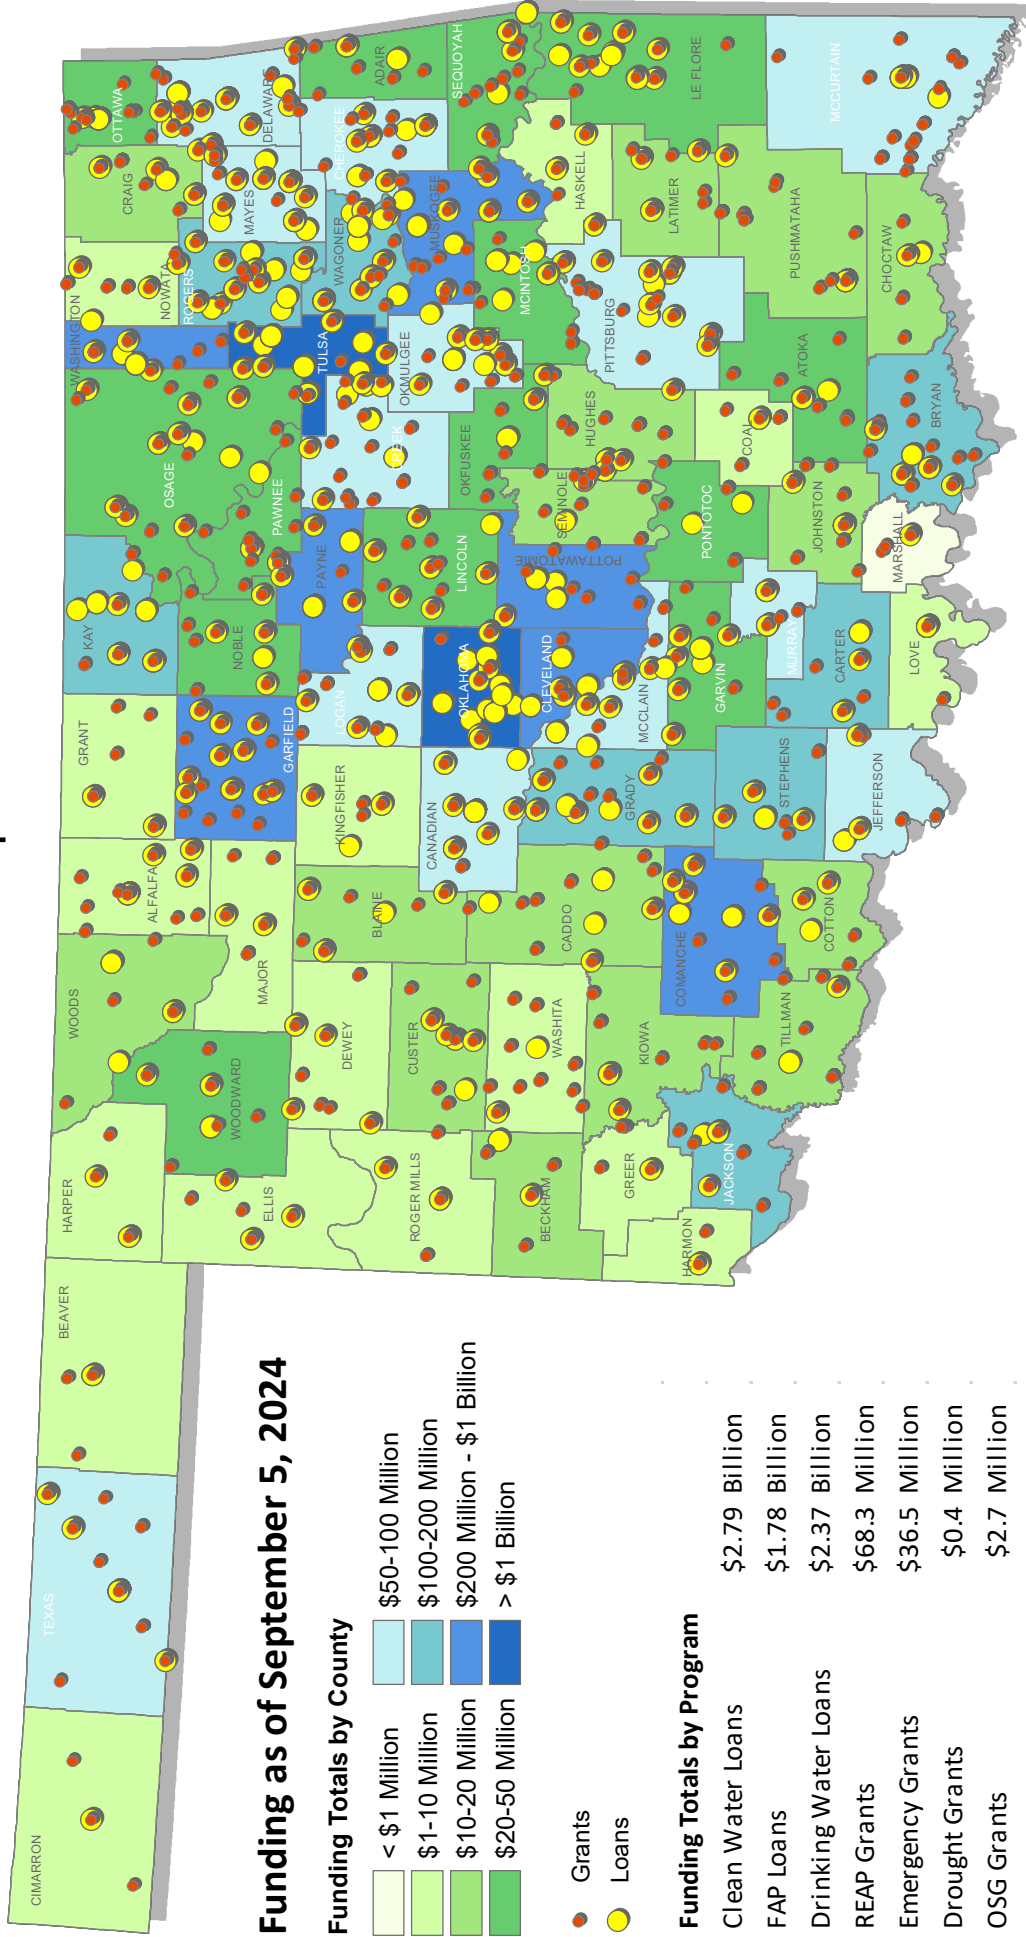 CIMARRON
TEXAS
BEAVER
HARPER
WOODS
ALFALFA
GRANT
KAY
OSAGE
WASHINGTON
NOWATA
CRAIG
OTTAWA
ELLIS
WOODWARD
MAJOR
GARFIELD
NOBLE
PAWNEE
ROGERS
MAYES
DELAWARE
ROGER MILLS
DEWEY
BLAINE
KINGFISHER
LOGAN
PAYNE
CREEK
TULSA
WAGONER
CHEROKEE
ADAIR
BECKHAM
CUSTER
CADDO
CANADIAN
OKLAHOMA
LINCOLN
OKFUSKEE
OKMULGEE
MUSKOGEE
SEQUOYAH
GREER
WASHITA
KIOWA
GRADY
CLEVELAND
MCCLAIN
POTTAWATOMIE
SEMINOLE
HUGHES
MCINTOSH
HASKELL
HARMON
JACKSON
TILLMAN
COMANCHE
COTTON
STEPHENS
GARVIN
MURRAY
PONTOTOC
COAL
PITTSBURG
LATIMER
LE FLORE
JEFFERSON
CARTER
LOVE
JOHNSTON
MARSHALL
ATOKA
BRYAN
PUSHMATAHA
CHOCTAW
MCCURTAIN
Funding as of September 5, 2024
Funding Totals by County
< $1 Million
$1-10 Million
$10-20 Million
$20-50 Million
$50-100 Million
$100-200 Million
$200 Million - $1 Billion
> $1 Billion
Grants
Loans
Funding Totals by Program
Clean Water Loans $2.79 Billion
FAP Loans $1.78 Billion
Drinking Water Loans $2.37 Billion
REAP Grants $68.3 Million
Emergency Grants $36.5 Million
Drought Grants $0.4 Million
OSG Grants $2.7 Million